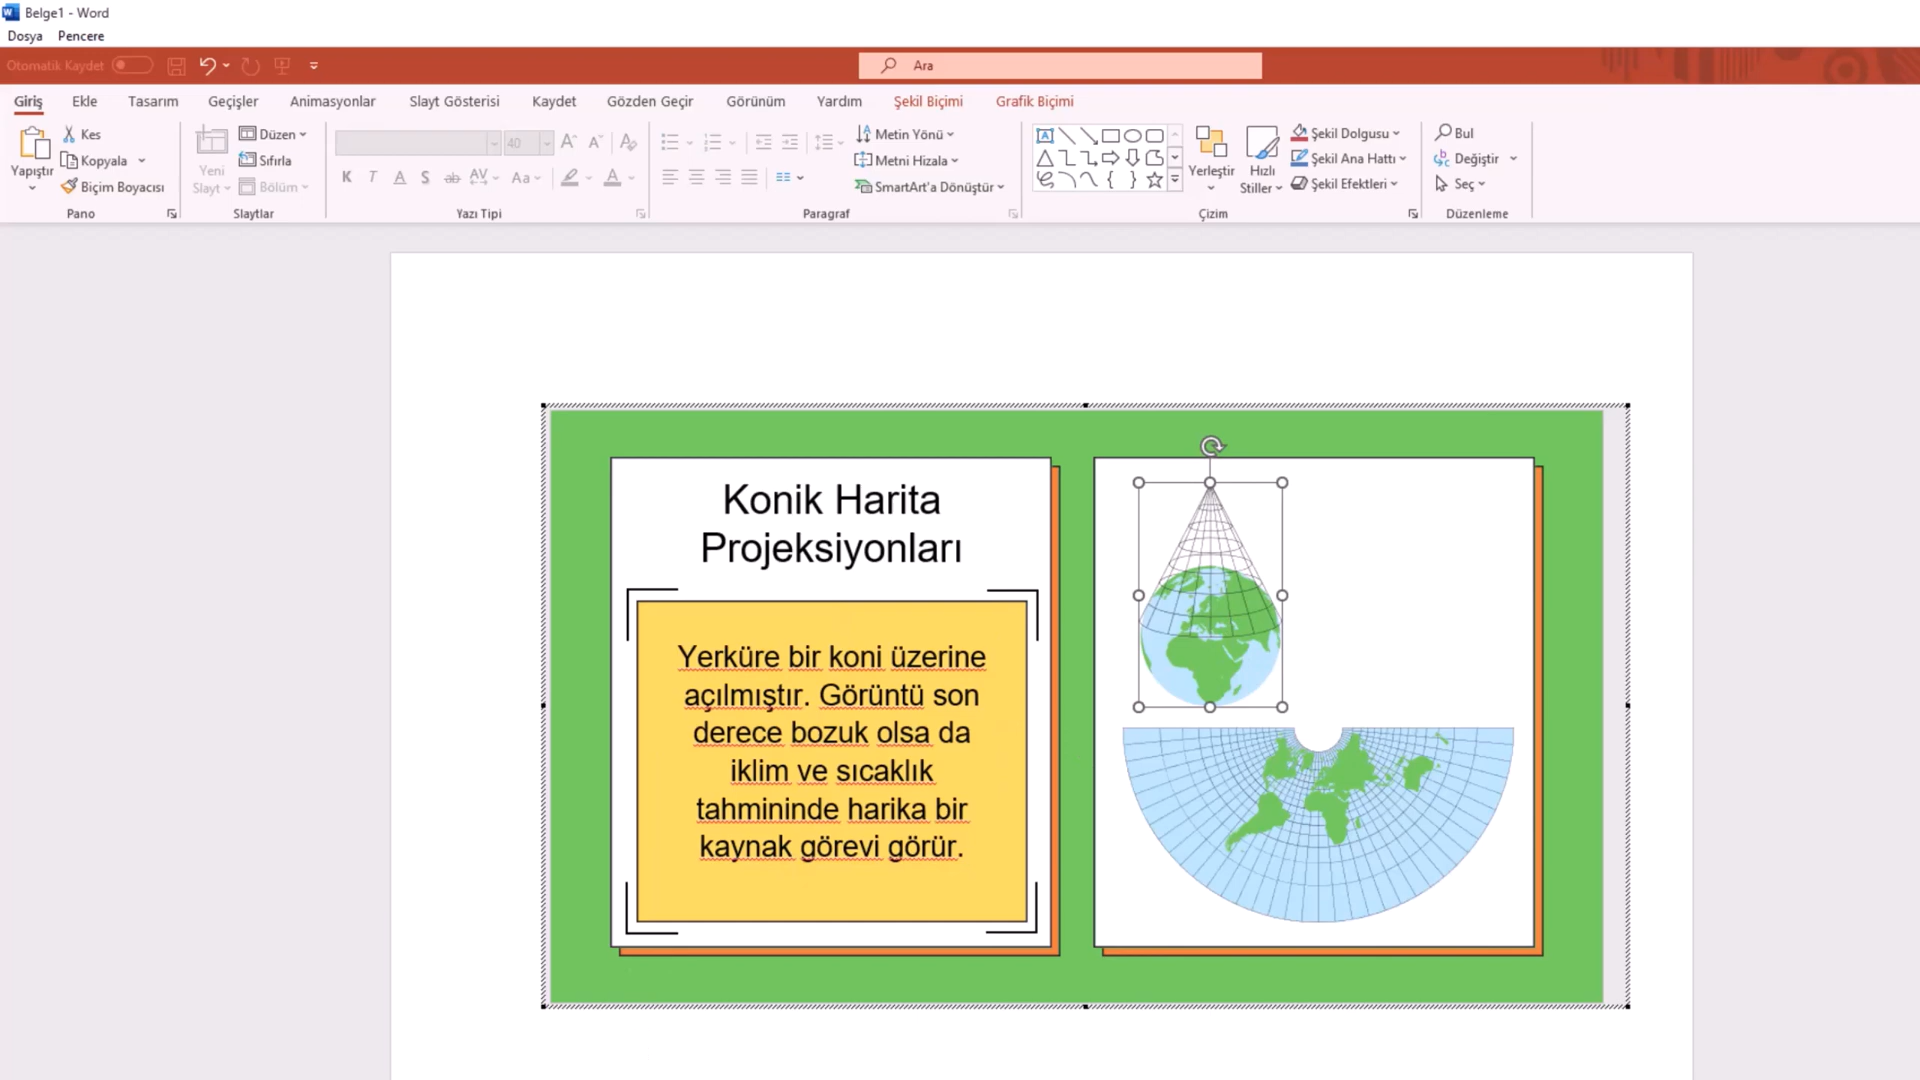 Belge1 - Word
Dosya Pencere
Otomatik Kaydet
Ara
Giriş Ekle Tasarım Geçişler Animasyonlar Slayt Gösterisi Kaydet Gözden Geçir Görünüm Yardım Şekil Biçimi Grafik Biçimi
Yapıştır
Kes
Kopyala
Biçim Boyacısı
Pano
Yeni
Slayt
Düzen
Sıfırla
Bölüm
Slaytlar
40
K T A S ab AV Aa A
Yazı Tipi
Metin Yönü
Metni Hizala
SmartArt'a Dönüştür
Paragraf
Yerleştir
Hızlı
Stiller
Şekil Dolgusu
Şekil Ana Hattı
Şekil Efektleri
Çizim
Bul
Değiştir
Seç
Düzenleme
Konik Harita
Projeksiyonları
Yerküre bir koni üzerine
açılmıştır. Görüntü son
derece bozuk olsa da
iklim ve sıcaklık
tahmininde harika bir
kaynak görevi görür.